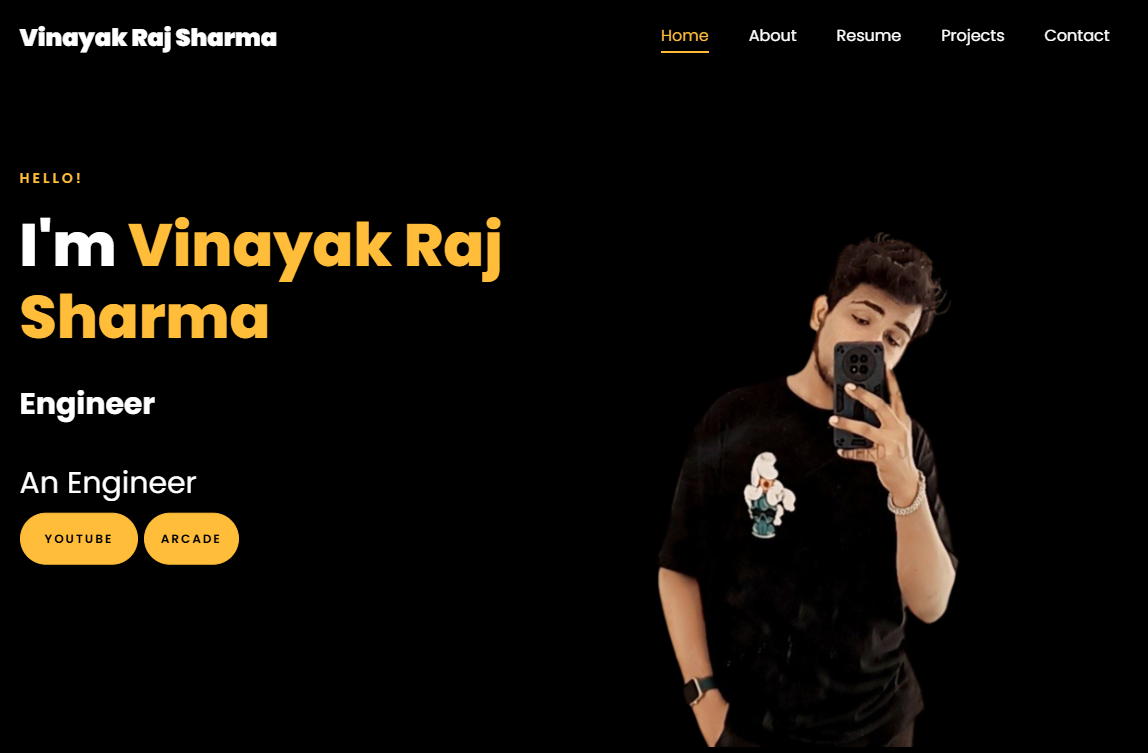 Vinayak Raj Sharma
Home About Resume Projects Contact
HELLO!
I'm Vinayak Raj
Sharma
Engineer
An Engineer
YOUTUBE ARCADE